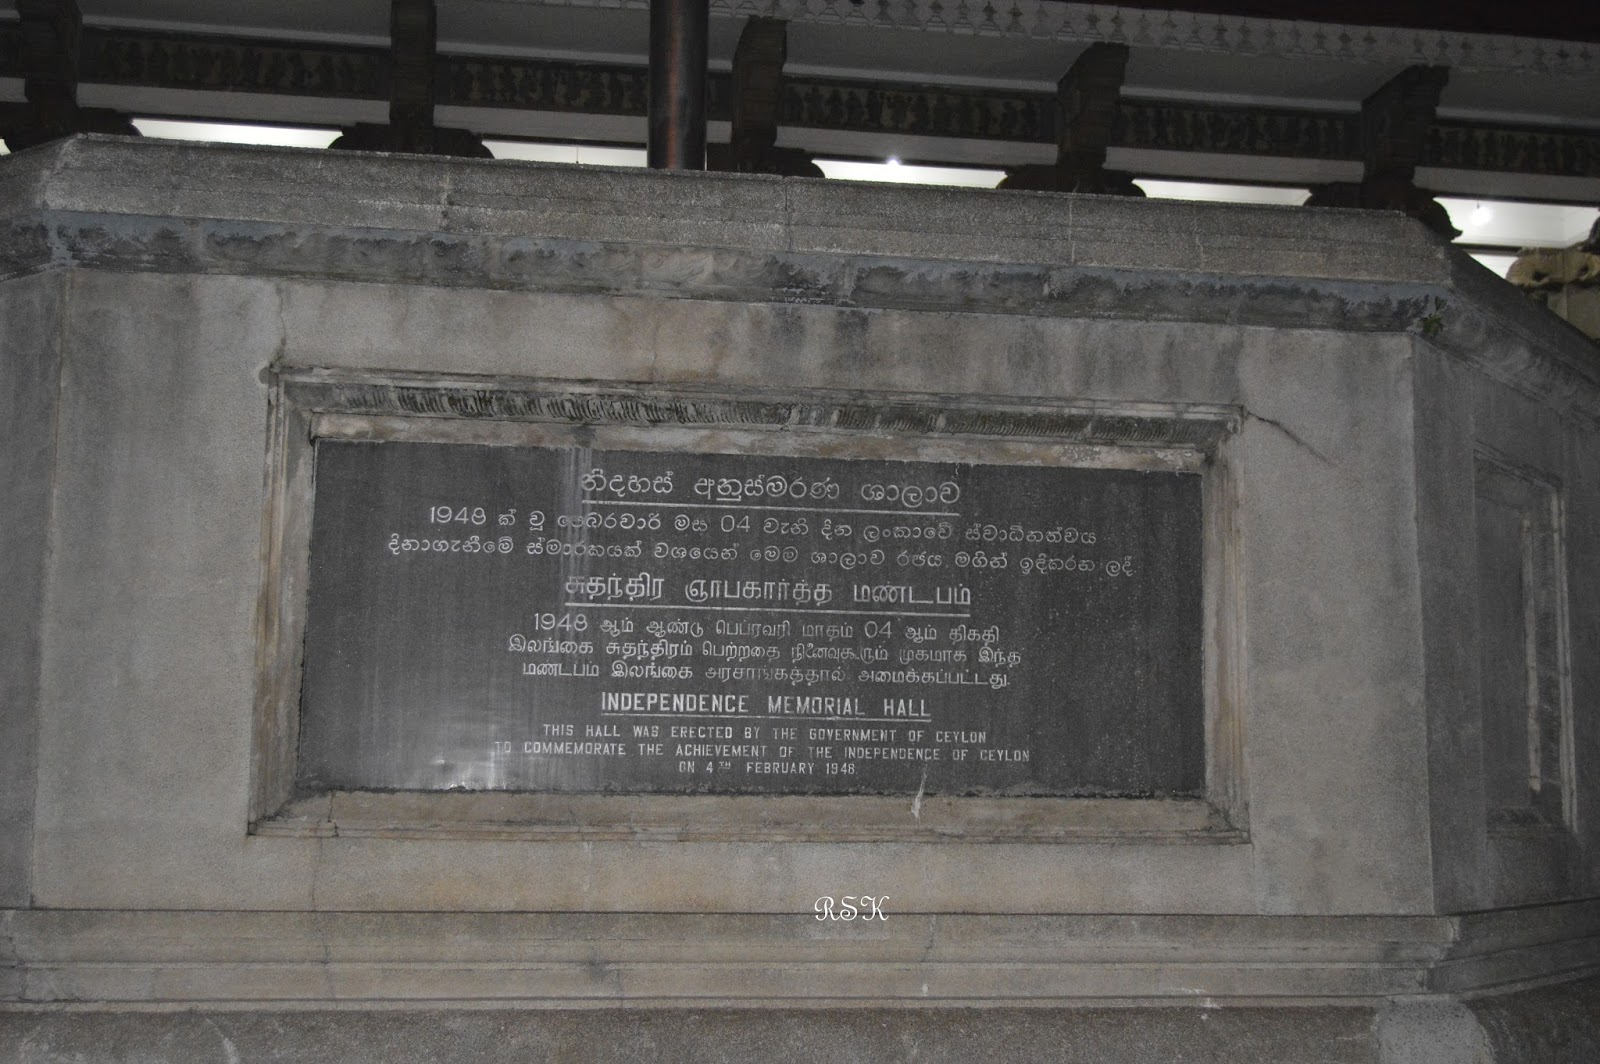 නිදහස් අනුස්මරණ ශාලාව
1948 ක් වූ පෙබරවාරි මස 04 වැනි දින ලංකාවේ ස්වාධීනත්වය
දිනාගැනීමේ ස්මාරකයක් වශයෙන් මෙම ශාලාව රජය මගින් ඉදිකරන ලදී.
சுதந்திர ஞாபகார்த்த மண்டபம்
1948 ஆம் ஆண்டு பெப்ரவரி மாதம் 04 ஆம் திகதி
இலங்கை சுதந்திரம் பெற்றதை நினைவுகூரும் முகமாக இந்த
மண்டபம் இலங்கை அரசாங்கத்தால் அமைக்கப்பட்டது.
INDEPENDENCE MEMORIAL HALL
THIS HALL WAS ERECTED BY THE GOVERNMENT OF CEYLON
TO COMMEMORATE THE ACHIEVEMENT OF THE INDEPENDENCE OF CEYLON
ON 4TH FEBRUARY 1948
RSK